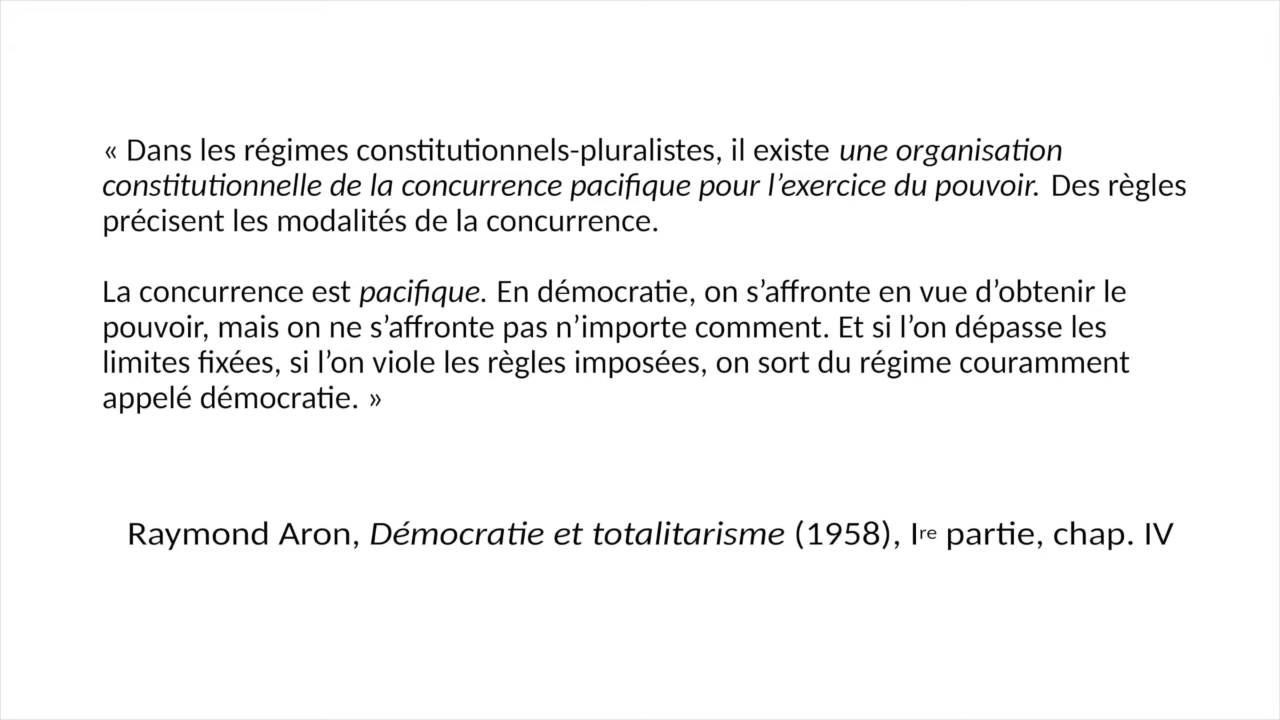 « Dans les régimes constitutionnels-pluralistes, il existe une organisation
constitutionnelle de la concurrence pacifique pour l’exercice du pouvoir. Des règles
précisent les modalités de la concurrence.
La concurrence est pacifique. En démocratie, on s’affronte en vue d’obtenir le
pouvoir, mais on ne s’affronte pas n’importe comment. Et si l’on dépasse les
limites fixées, si l’on viole les règles imposées, on sort du régime couramment
appelé démocratie. »
Raymond Aron, Démocratie et totalitarisme (1958), Ire partie, chap. IV